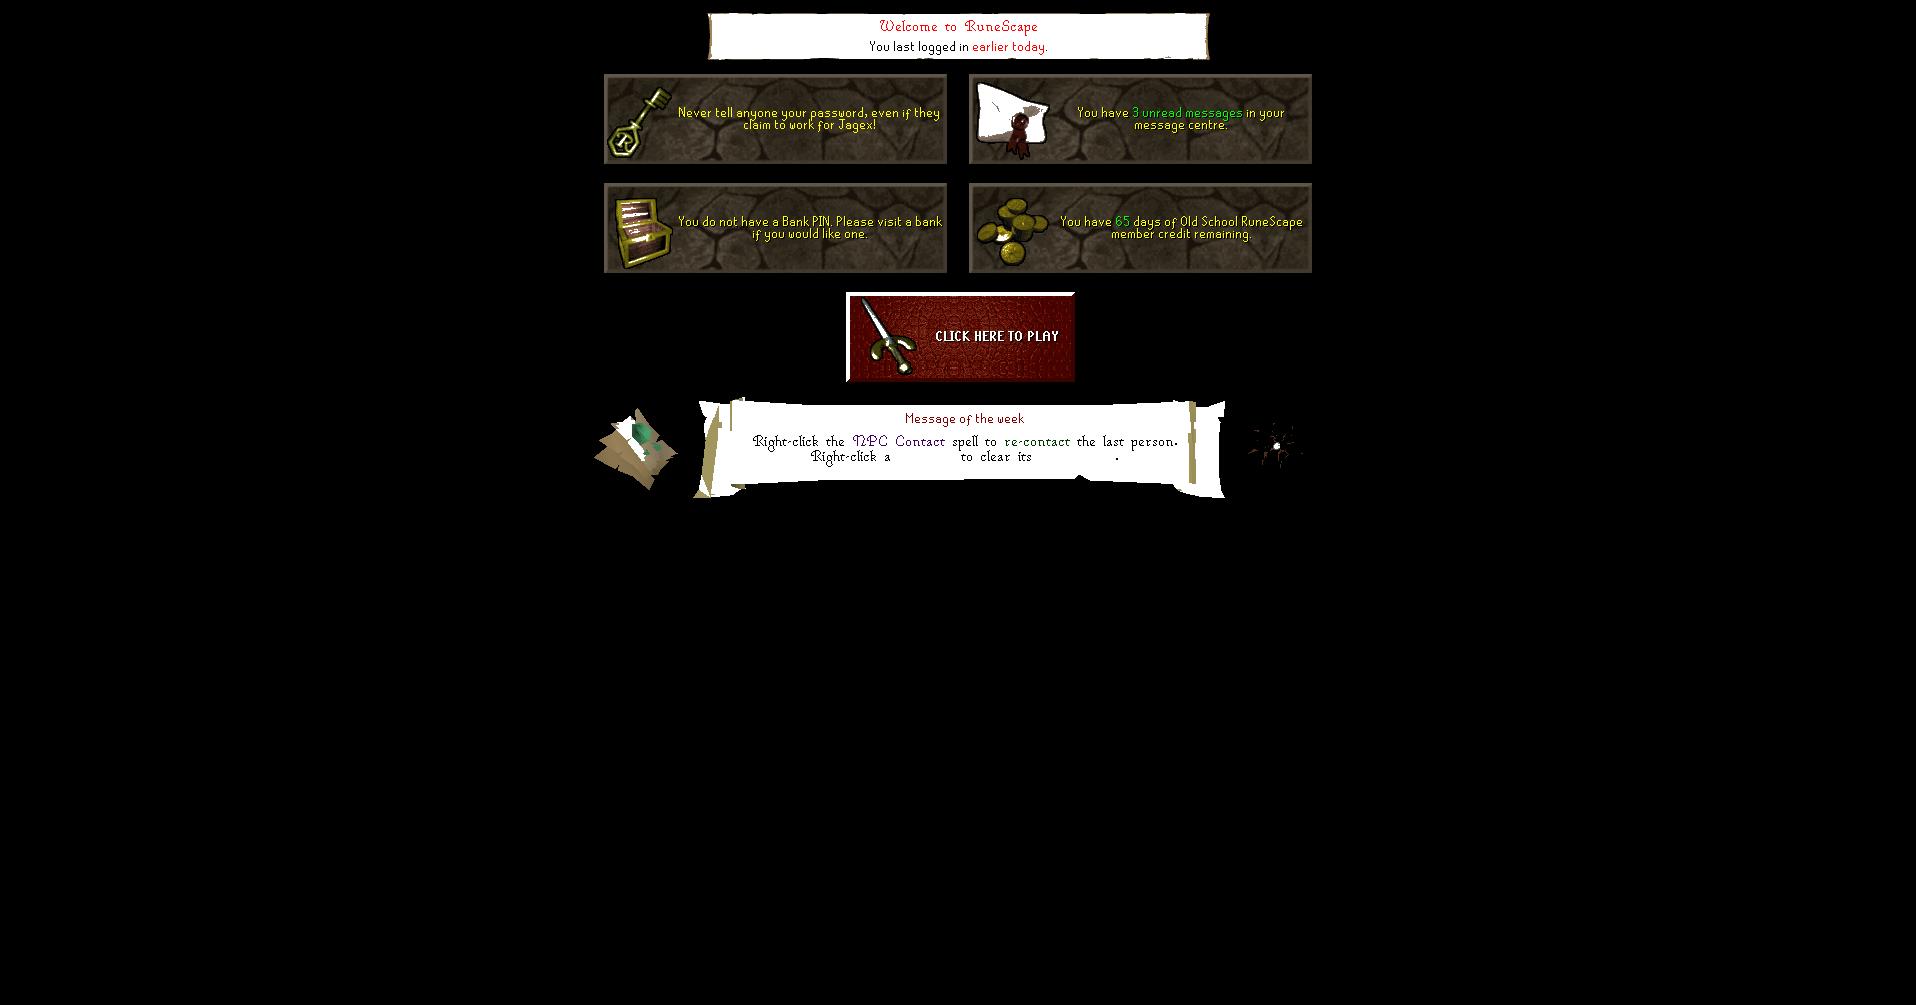 Welcome to RuneScape
You last logged in earlier today.
Never tell anyone your password, even if they
claim to work for Jagex!
You have 3 unread messages in your
message centre.
You do not have a Bank PIN. Please visit a bank
if you would like one.
You have 65 days of Old School RuneScape
member credit remaining.
CLICK HERE TO PLAY
Message of the week
Right-click the NPC Contact spell to re-contact the last person.
Right-click a to clear its .